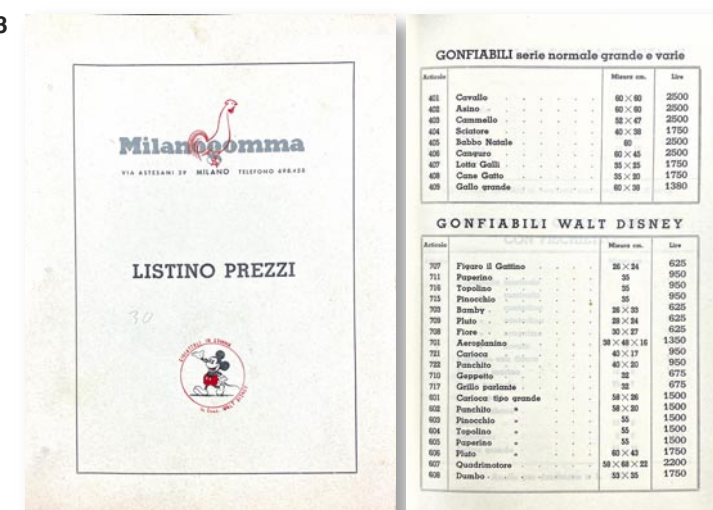 3
Milanogomma
VIA ASTESANI 39 MILANO TELEFONO 698458
LISTINO PREZZI
30
GIOCATTOLI IN GOMMA
WALT DISNEY
GONFIABILI serie normale grande e varie
Articolo Misure cm. Lire
401 Cavallo 60×60 2500
402 Asino 60×60 2500
403 Cammello 52×47 2500
404 Sciatore 40×38 1750
405 Babbo Natale 60 2500
406 Canguro 60×45 2500
407 Lotta Galli 35×25 1750
408 Cane Gatto 35×20 1750
409 Gallo grande 60×38 1380
GONFIABILI WALT DISNEY
Articolo Misure cm. Lire
707 Figaro il Gattino 26×24 625
711 Paperino 35 950
716 Topolino 35 950
715 Pinocchio 35 950
703 Bamby 26×33 625
709 Pluto 28×24 625
708 Fiore 30×27 625
701 Aeroplanino 38×48×16 1350
721 Carioca 40×17 950
722 Panchito 40×20 950
710 Geppetto 32 675
717 Grillo parlante 32 675
601 Carioca tipo grande 58×26 1500
602 Panchito » 58×20 1500
603 Pinocchio » 55 1500
604 Topolino » 55 1500
605 Paperino » 55 1500
606 Pluto » 60×43 1750
607 Quadrimotore 58×68×22 2200
608 Dumbo 53×35 1750